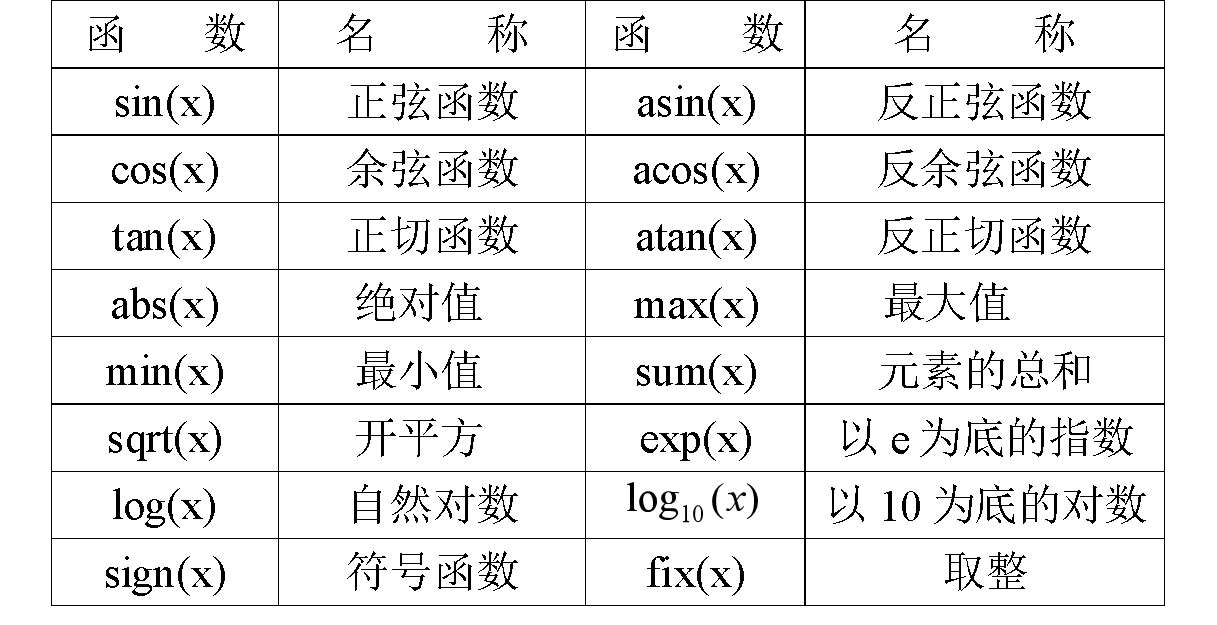 函 数 名 称 函 数 名 称
sin(x) 正弦函数 asin(x) 反正弦函数
cos(x) 余弦函数 acos(x) 反余弦函数
tan(x) 正切函数 atan(x) 反正切函数
abs(x) 绝对值 max(x) 最大值
min(x) 最小值 sum(x) 元素的总和
sqrt(x) 开平方 exp(x) 以e为底的指数
log(x) 自然对数 log₁₀(x) 以10为底的对数
sign(x) 符号函数 fix(x) 取整